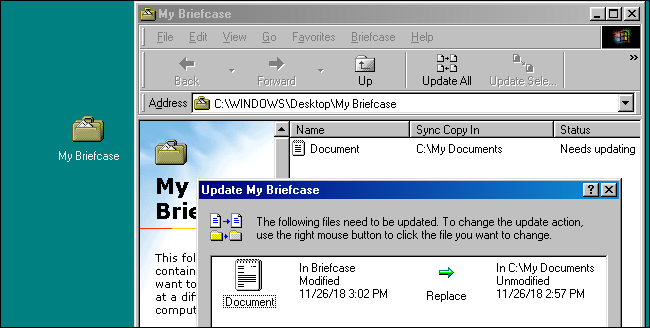 My Briefcase
My Briefcase
File Edit View Go Favorites Briefcase Help
Back Forward Up Update All Update Sele... »
Address C:\WINDOWS\Desktop\My Briefcase
Name Sync Copy In Status
Document C:\My Documents Needs updating
My
Brie
This fol
contain
want to
at a dif
comput
Update My Briefcase
The following files need to be updated. To change the update action,
use the right mouse button to click the file you want to change.
Document
In Briefcase
Modified
11/26/18 3:02 PM
Replace
In C:\My Documents
Unmodified
11/26/18 2:57 PM